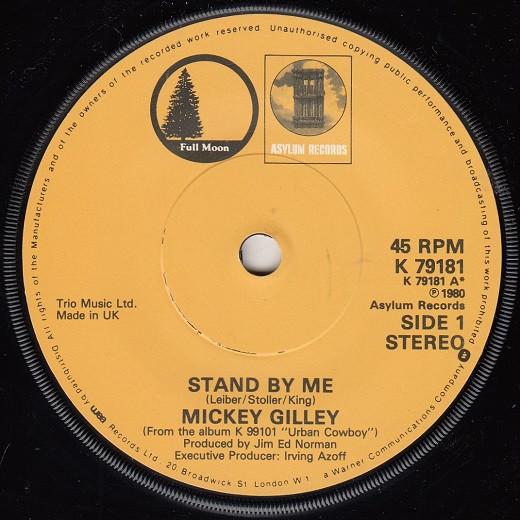 All rights of the Manufacturers and of the owners of the recorded work reserved. Unauthorised copying public performance and broadcasting of this work prohibited.
Full Moon
ASYLUM RECORDS
45 RPM
K 79181
K 79181 A*
Ⓟ 1980
Asylum Records
SIDE 1
STEREO
Trio Music Ltd.
Made in UK
STAND BY ME
(Leiber/Stoller/King)
MICKEY GILLEY
(From the album K 99101 "Urban Cowboy")
Produced by Jim Ed Norman
Executive Producer: Irving Azoff
Distributed by wea Records Ltd. 20 Broadwick St London W1 a Warner Communications Company